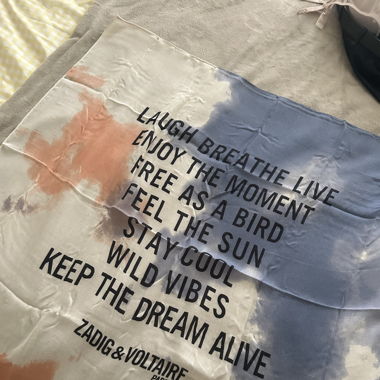 LAUGH BREATHE LIVE
ENJOY THE MOMENT
FREE AS A BIRD
FEEL THE SUN
STAY COOL
WILD VIBES
KEEP THE DREAM ALIVE
ZADIG & VOLTAIRE